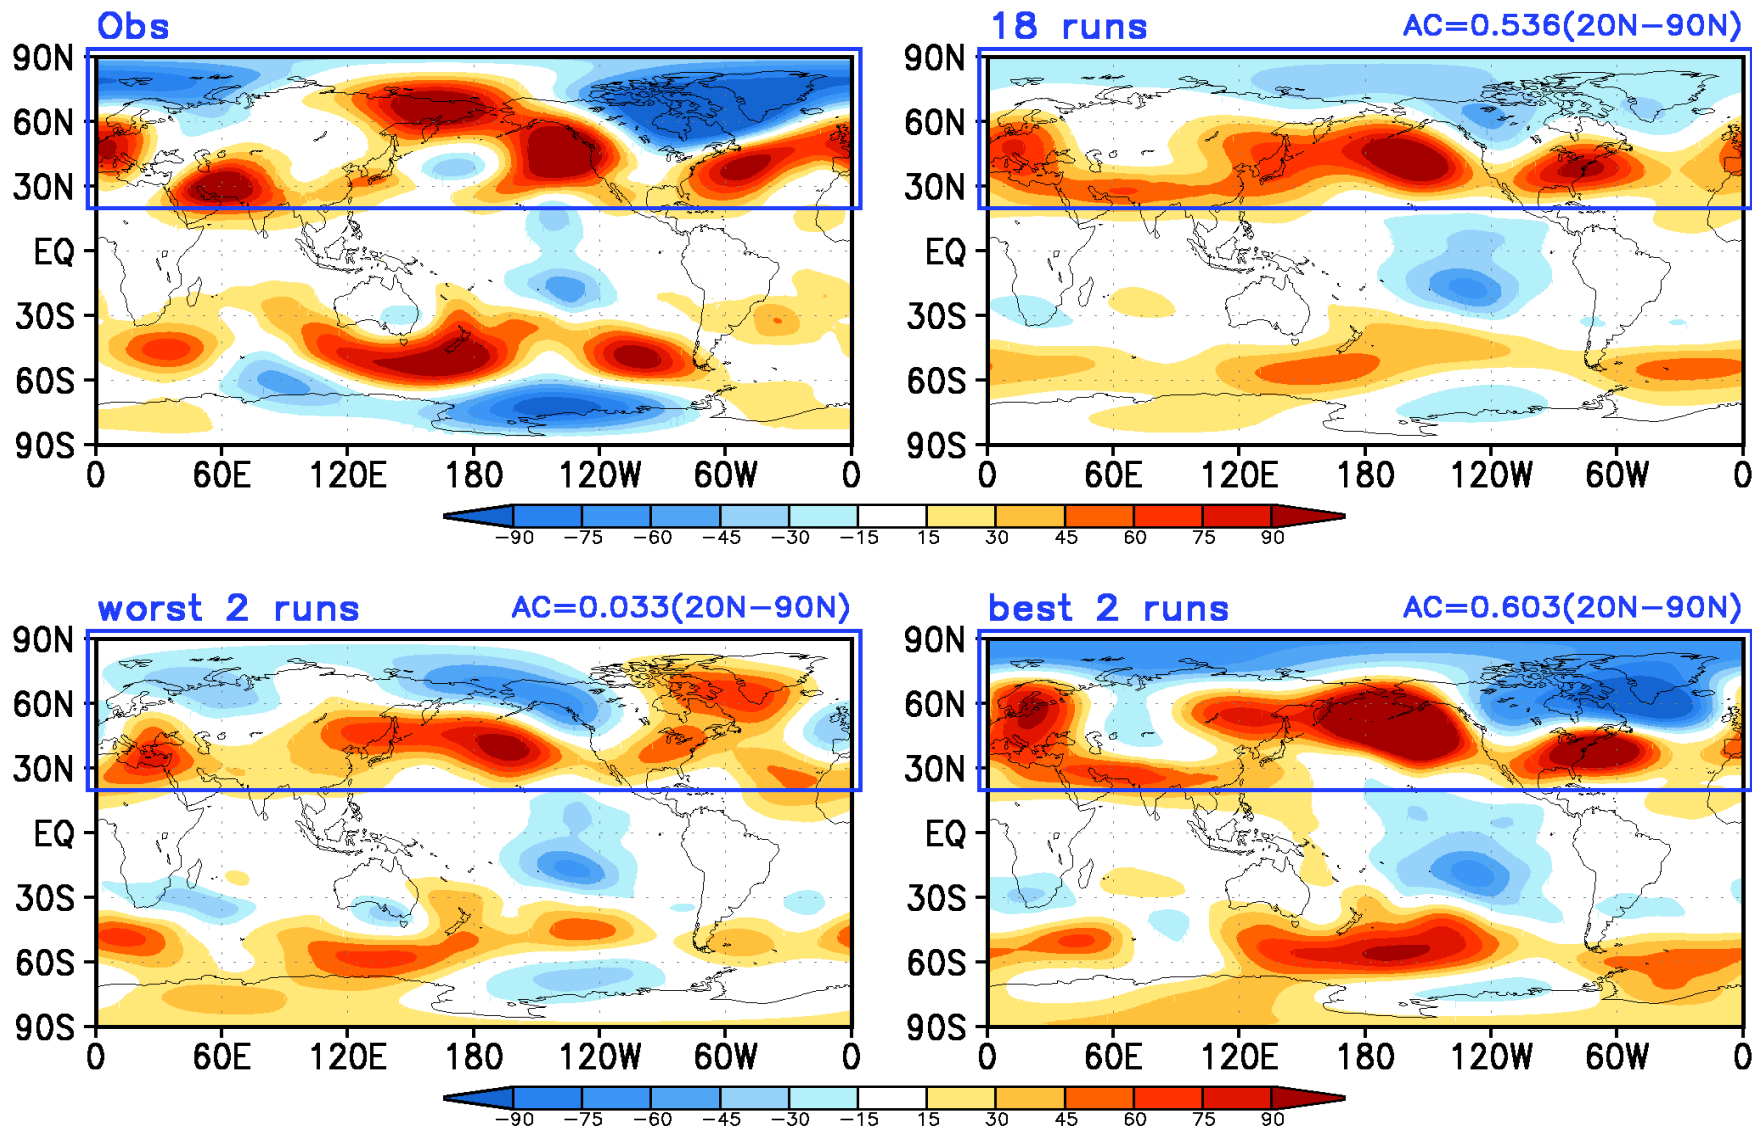 Obs
18 runs AC=0.536(20N−90N)
90N 90N
60N 60N
30N 30N
EQ EQ
30S 30S
60S 60S
90S 90S
0 60E 120E 180 120W 60W 0 0 60E 120E 180 120W 60W 0
−90 −75 −60 −45 −30 −15 15 30 45 60 75 90
worst 2 runs AC=0.033(20N−90N)
best 2 runs AC=0.603(20N−90N)
90N 90N
60N 60N
30N 30N
EQ EQ
30S 30S
60S 60S
90S 90S
0 60E 120E 180 120W 60W 0 0 60E 120E 180 120W 60W 0
−90 −75 −60 −45 −30 −15 15 30 45 60 75 90